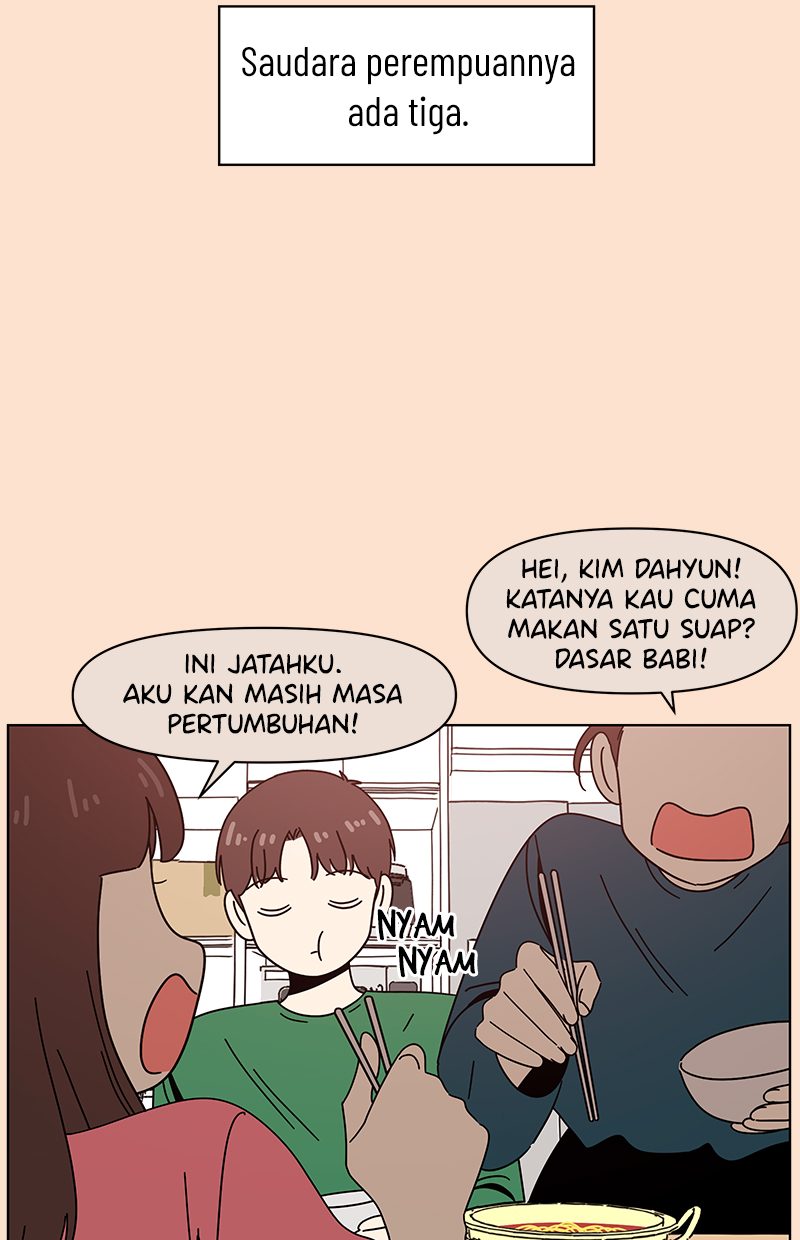 Saudara perempuannya
ada tiga.
HEI, KIM DAHYUN!
KATANYA KAU CUMA
MAKAN SATU SUAP?
DASAR BABI!
INI JATAHKU.
AKU KAN MASIH MASA
PERTUMBUHAN!
NYAM
NYAM